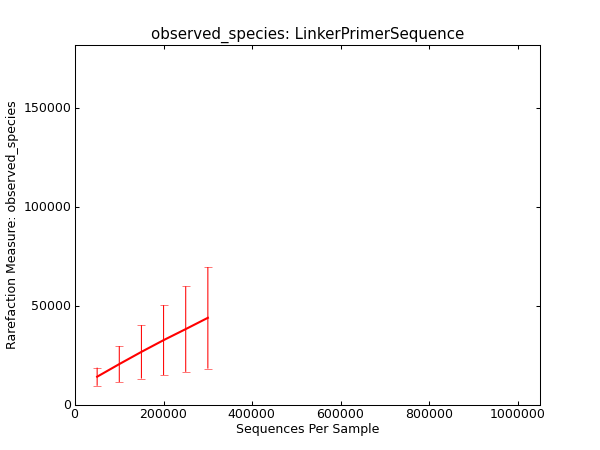 observed_species: LinkerPrimerSequence
Rarefaction Measure: observed_species
150000
100000
50000
0
0 200000 400000 600000 800000 1000000
Sequences Per Sample